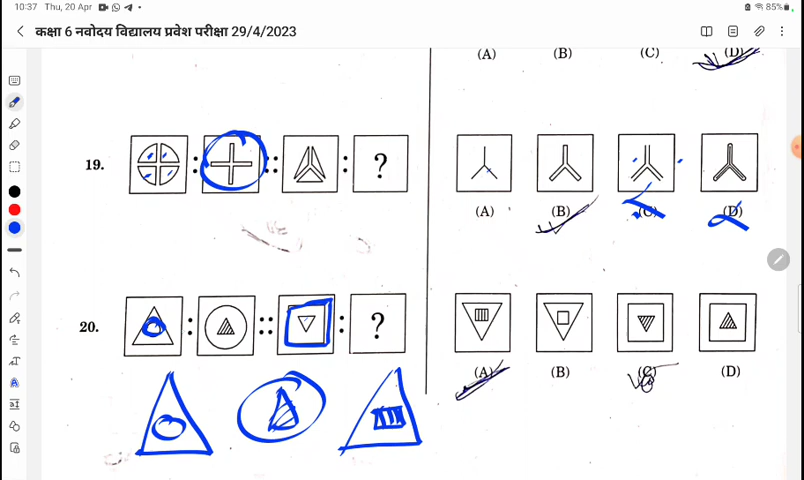 10:37 Thu, 20 Apr
85%
कक्षा 6 नवोदय विद्यालय प्रवेश परीक्षा 29/4/2023
(A) (B) (C) (D)
19. : :: : ?
(A) (B) (C) (D)
20. : :: : ?
(A) (B) (C) (D)